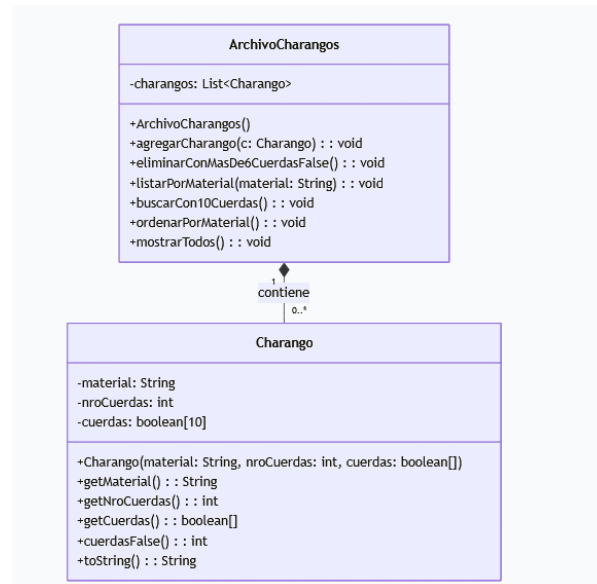 ArchivoCharangos
-charangos: List<Charango>
+ArchivoCharangos()
+agregarCharango(c: Charango) : : void
+eliminarConMasDe6CuerdasFalse() : : void
+listarPorMaterial(material: String) : : void
+buscarCon10Cuerdas() : : void
+ordenarPorMaterial() : : void
+mostrarTodos() : : void
1
contiene
0..*
Charango
-material: String
-nroCuerdas: int
-cuerdas: boolean[10]
+Charango(material: String, nroCuerdas: int, cuerdas: boolean[])
+getMaterial() : : String
+getNroCuerdas() : : int
+getCuerdas() : : boolean[]
+cuerdasFalse() : : int
+toString() : : String